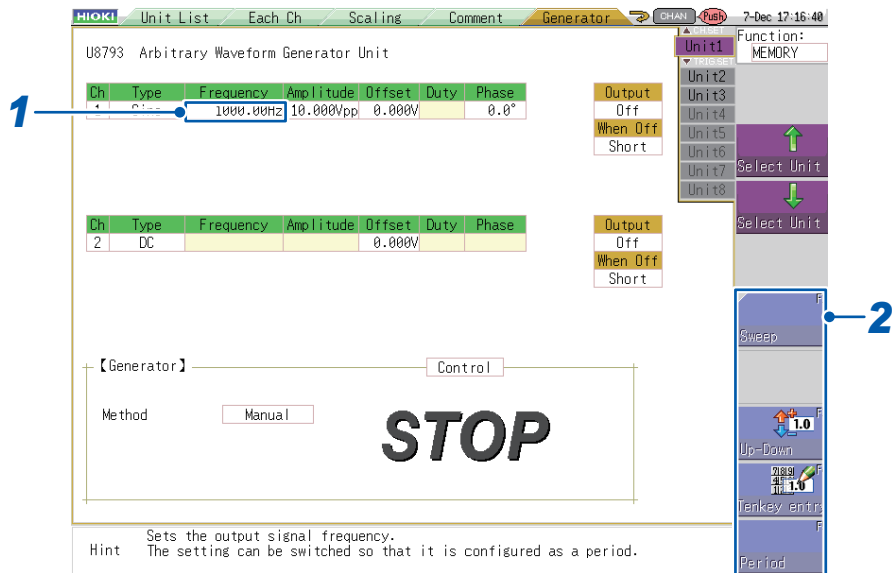 HIOKI Unit List Each Ch Scaling Comment Generator CHAN Push 7-Dec 17:16:40
U8793 Arbitrary Waveform Generator Unit
CH.SET
Unit1
TRIG.SET
Unit2
Unit3
Unit4
Unit5
Unit6
Unit7
Unit8
Function:
MEMORY
Select Unit
Select Unit
Ch Type Frequency Amplitude Offset Duty Phase
1 1000.00Hz 10.000Vpp 0.000V 0.0°
Output
Off
When Off
Short
1
Ch Type Frequency Amplitude Offset Duty Phase
2 DC 0.000V
Output
Off
When Off
Short
F
Sweep
2
【Generator】 Control
Method Manual
STOP
1.0 F
Up-Down
1.0 F
Tenkey entry
F
Period
Hint Sets the output signal frequency.
The setting can be switched so that it is configured as a period.